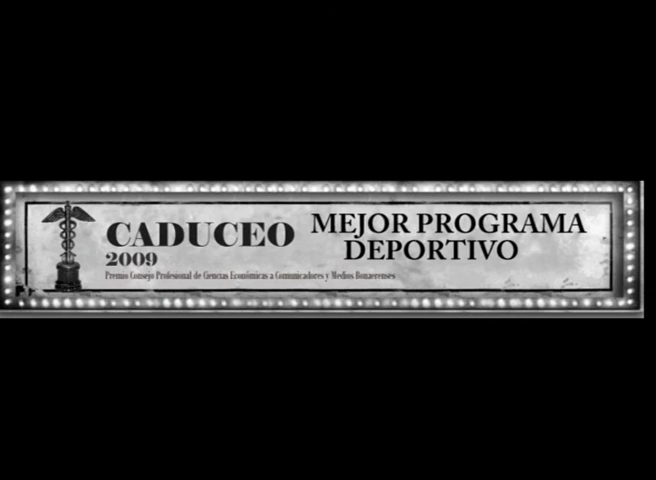 CADUCEO
2009
Premio Consejo Profesional de Ciencias Económicas a Comunicadores y Medios Bonaerenses
MEJOR PROGRAMA
DEPORTIVO